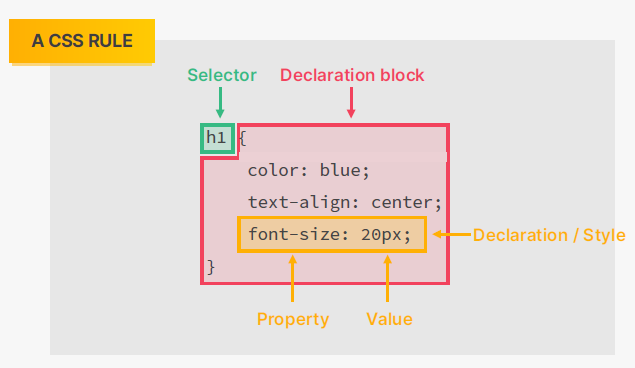 A CSS RULE
Selector Declaration block
h1 {
color: blue;
text-align: center;
font-size: 20px; Declaration / Style
}
Property Value